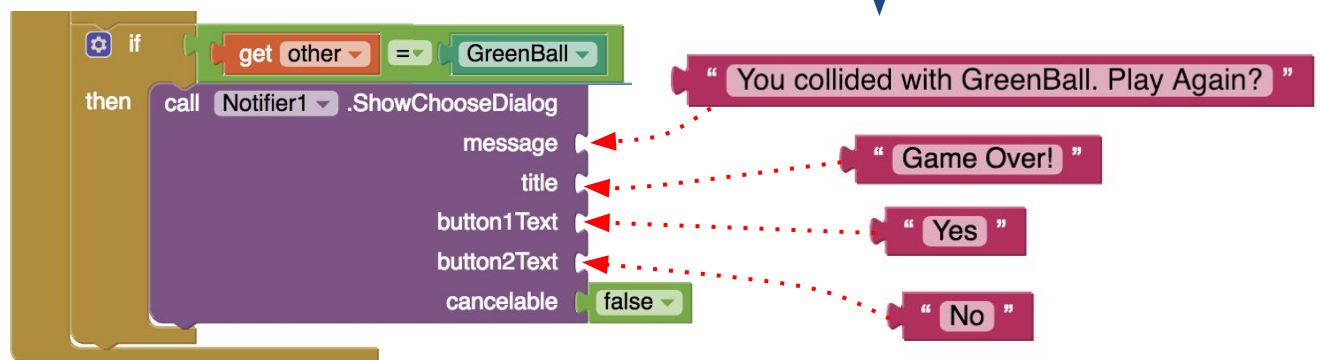 if get other = GreenBall
“ You collided with GreenBall. Play Again? ”
then call Notifier1 .ShowChooseDialog
message
title “ Game Over! ”
button1Text “ Yes ”
button2Text
cancelable false “ No ”